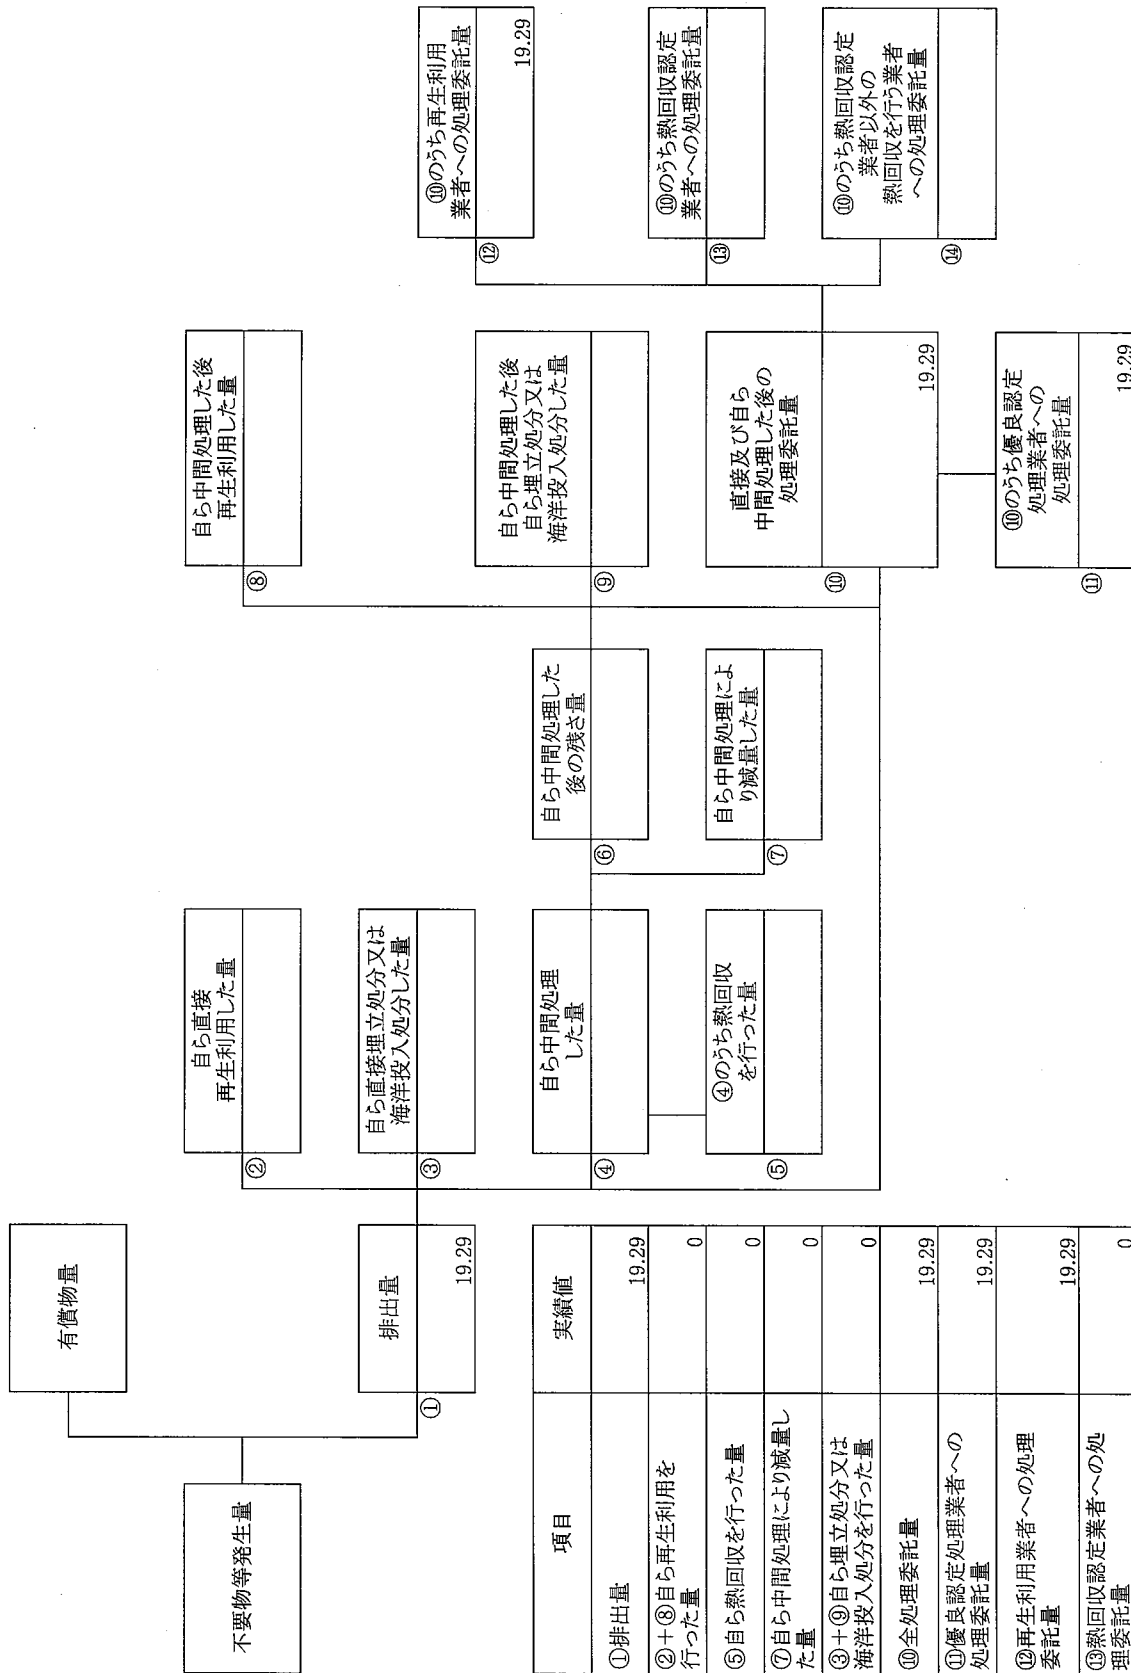 不要物等発生量
有償物量
排出量
①
19.29
自ら直接
再生利用した量
②
自ら直接埋立処分又は
海洋投入処分した量
③
自ら中間処理
した量
④
④のうち熱回収
を行った量
⑤
自ら中間処理した
後の残さ量
⑥
自ら中間処理によ
り減量した量
⑦
自ら中間処理した後
再生利用した量
⑧
自ら中間処理した後
自ら埋立処分又は
海洋投入処分した量
⑨
直接及び自ら
中間処理した後の
処理委託量
⑩
19.29
⑩のうち優良認定
処理業者への
処理委託量
⑪
19.29
⑩のうち再生利用
業者への処理委託量
⑫
19.29
⑩のうち熱回収認定
業者への処理委託量
⑬
⑩のうち熱回収認定
業者以外の
熱回収を行う業者
への処理委託量
⑭
項目 実績値
①排出量 19.29
②+⑧自ら再生利用を
行った量 0
⑤自ら熱回収を行った量 0
⑦自ら中間処理により減量し
た量 0
③+⑨自ら埋立処分又は
海洋投入処分を行った量 0
⑩全処理委託量 19.29
⑪優良認定処理業者への
処理委託量 19.29
⑫再生利用業者への処理
委託量 19.29
⑬熱回収認定業者への処
理委託量 0